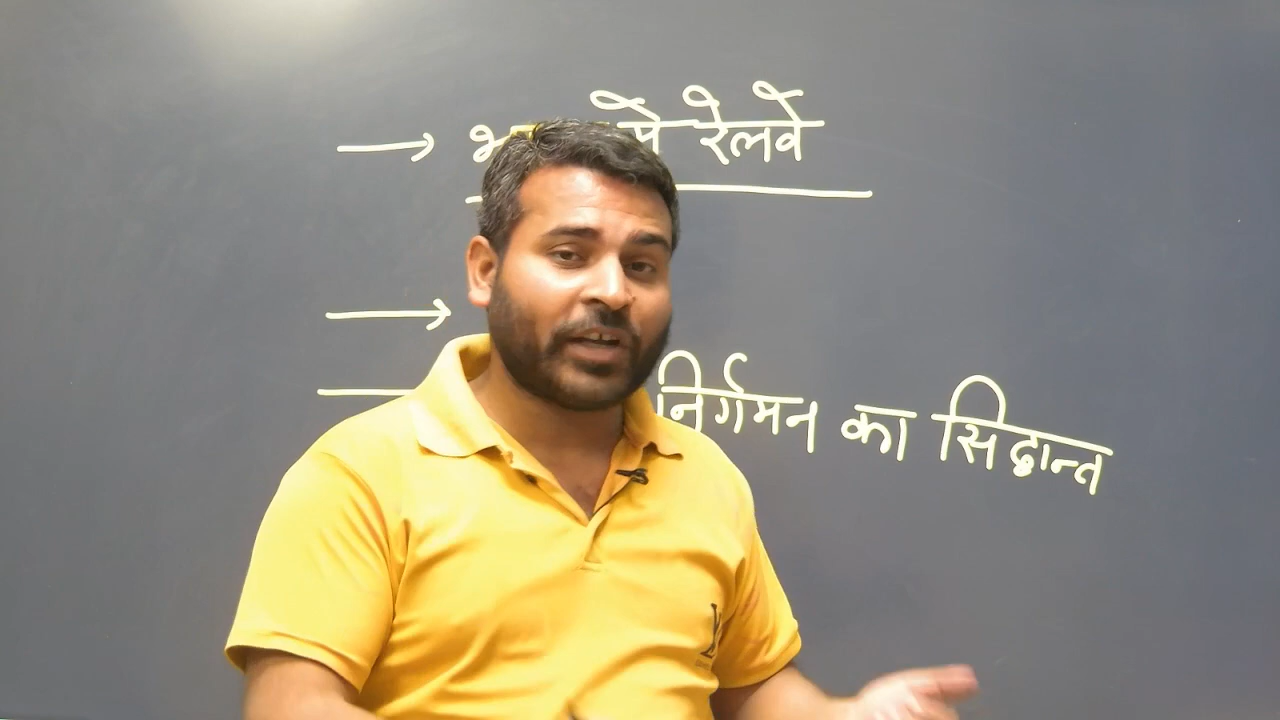 में रेलवे
निर्गमन का सिद्धान्त